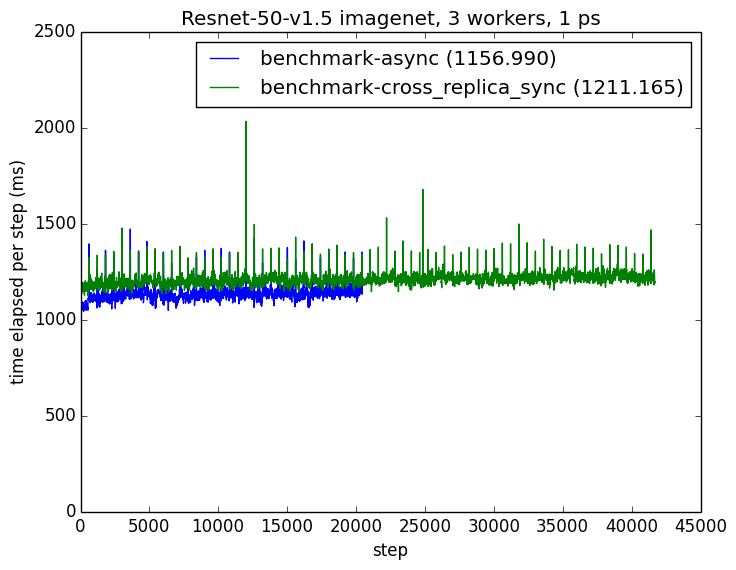 Resnet-50-v1.5 imagenet, 3 workers, 1 ps
benchmark-async (1156.990)
benchmark-cross_replica_sync (1211.165)
time elapsed per step (ms)
2500
2000
1500
1000
500
0
0 5000 10000 15000 20000 25000 30000 35000 40000 45000
step